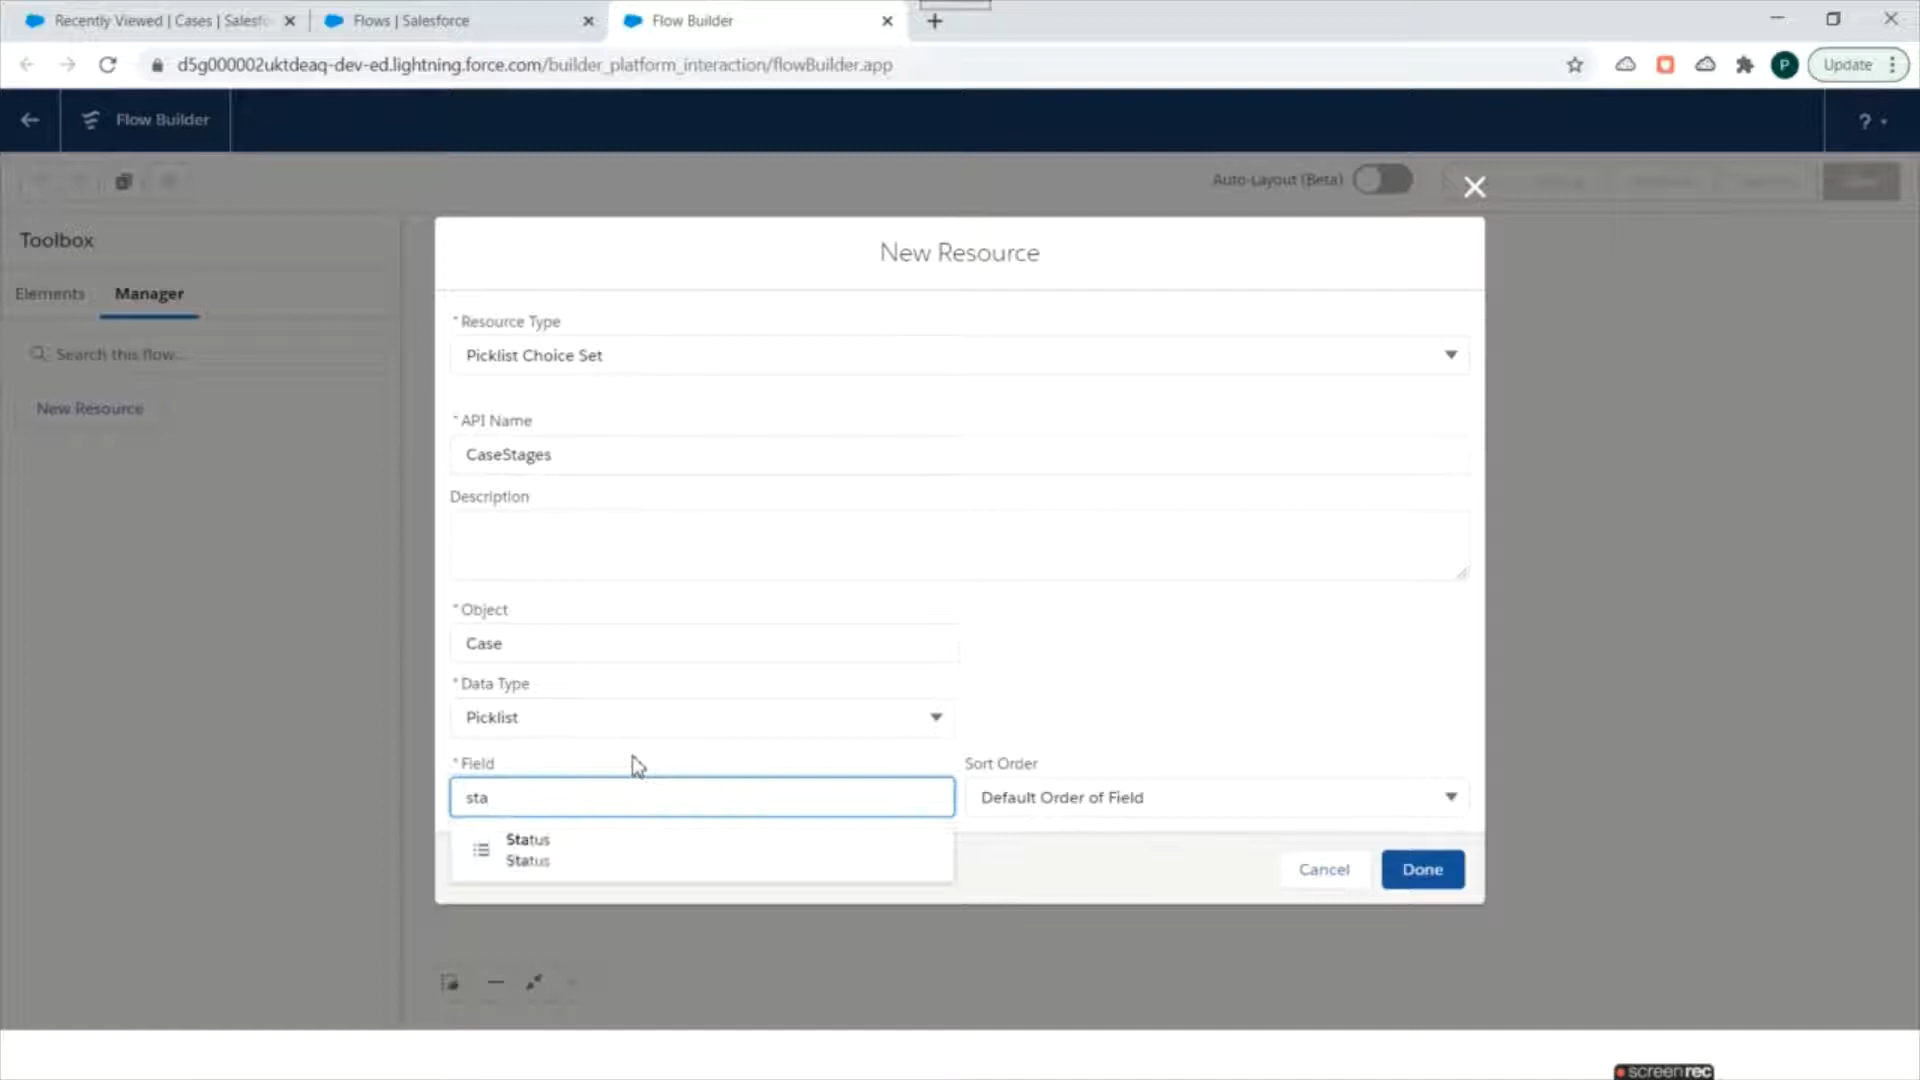 Recently Viewed | Cases | Salesfo
Flows | Salesforce
Flow Builder
d5g000002uktdeaq-dev-ed.lightning.force.com/builder_platform_interaction/flowBuilder.app
P
Update
Flow Builder
?
Auto-Layout (Beta)
Toolbox
Elements
Manager
Search this flow...
New Resource
New Resource
* Resource Type
Picklist Choice Set
* API Name
CaseStages
Description
* Object
Case
* Data Type
Picklist
* Field
Sort Order
sta
Default Order of Field
Status
Status
Cancel
Done
screenrec